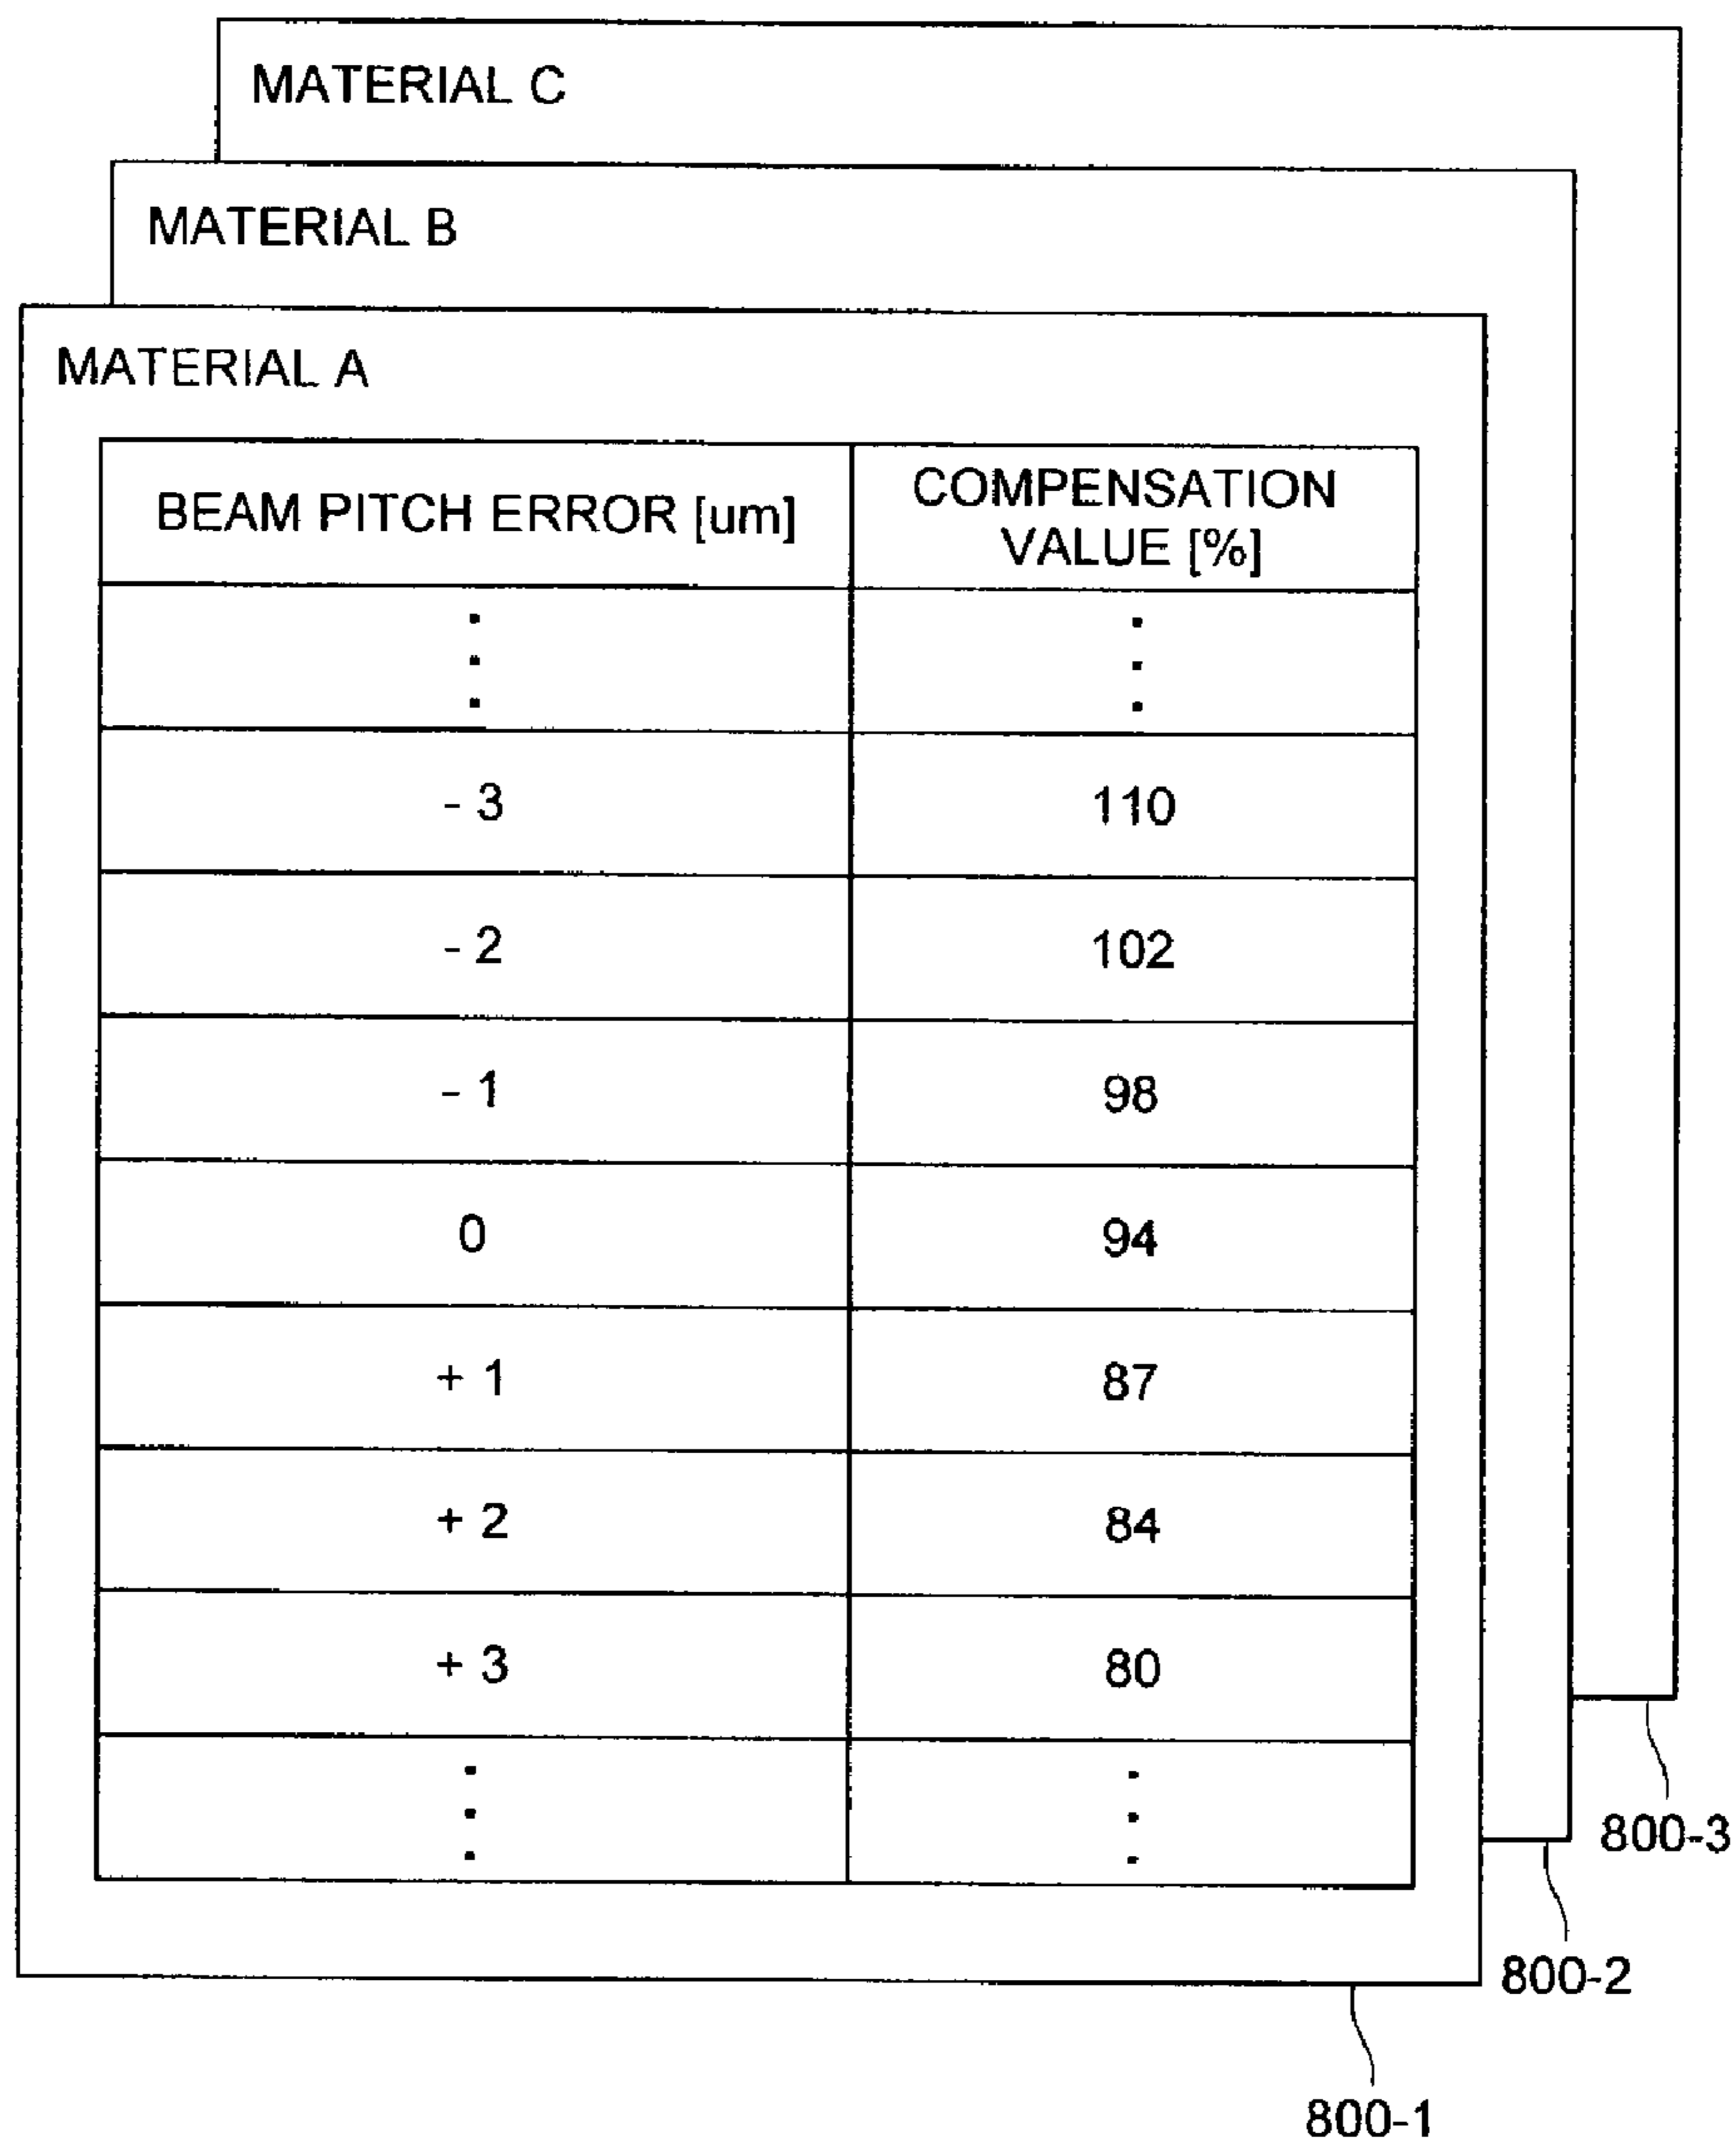 MATERIAL C
MATERIAL B
MATERIAL A
BEAM PITCH ERROR [um]
COMPENSATION
VALUE [%]
- 3 110
- 2 102
- 1 98
0 94
+ 1 87
+ 2 84
+ 3 80
800-3
800-2
800-1